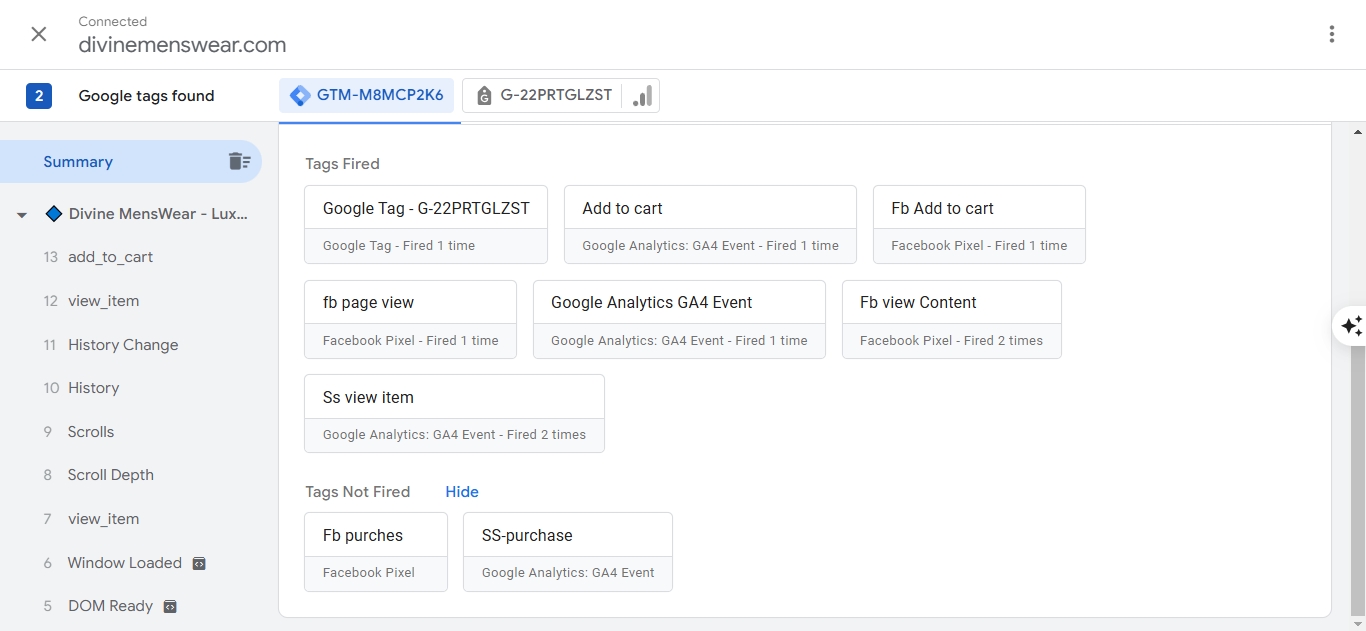 Connected
divinemenswear.com
2 Google tags found GTM-M8MCP2K6 G-22PRTGLZST
Summary
Divine MensWear - Lux...
13 add_to_cart
12 view_item
11 History Change
10 History
9 Scrolls
8 Scroll Depth
7 view_item
6 Window Loaded
5 DOM Ready
Tags Fired
Google Tag - G-22PRTGLZST
Google Tag - Fired 1 time
Add to cart
Google Analytics: GA4 Event - Fired 1 time
Fb Add to cart
Facebook Pixel - Fired 1 time
fb page view
Facebook Pixel - Fired 1 time
Google Analytics GA4 Event
Google Analytics: GA4 Event - Fired 1 time
Fb view Content
Facebook Pixel - Fired 2 times
Ss view item
Google Analytics: GA4 Event - Fired 2 times
Tags Not Fired Hide
Fb purches
Facebook Pixel
SS-purchase
Google Analytics: GA4 Event